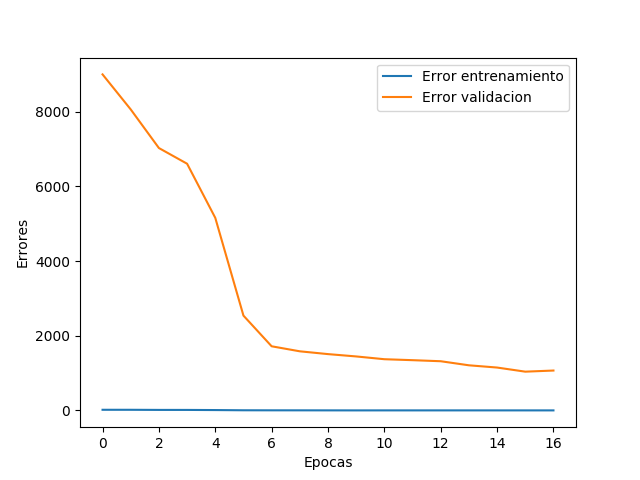 Error entrenamiento
Error validacion
8000
6000
4000
2000
0
Errores
0 2 4 6 8 10 12 14 16
Epocas